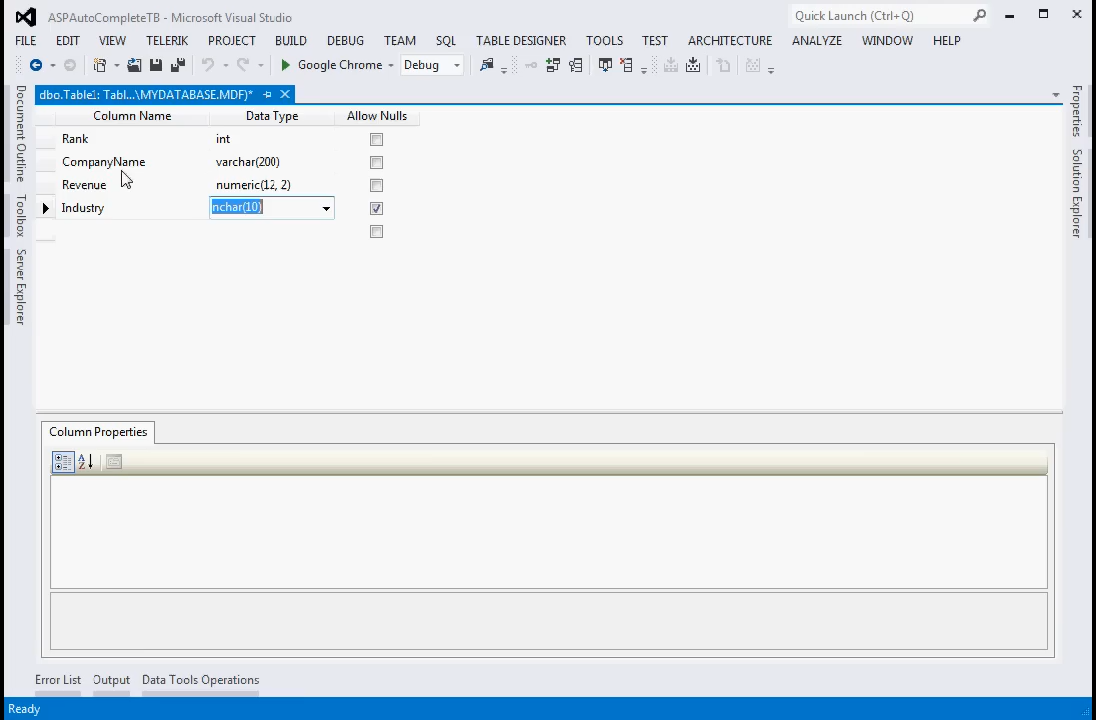 ASPAutoCompleteTB - Microsoft Visual Studio
Quick Launch (Ctrl+Q)
FILE EDIT VIEW TELERIK PROJECT BUILD DEBUG TEAM SQL TABLE DESIGNER TOOLS TEST ARCHITECTURE ANALYZE WINDOW HELP
Google Chrome Debug
dbo.Table1: Tabl...\MYDATABASE.MDF)*
Column Name Data Type Allow Nulls
Rank int
CompanyName varchar(200)
Revenue numeric(12, 2)
Industry nchar(10)
Document Outline
Toolbox
Server Explorer
Properties
Solution Explorer
Column Properties
Error List Output Data Tools Operations
Ready